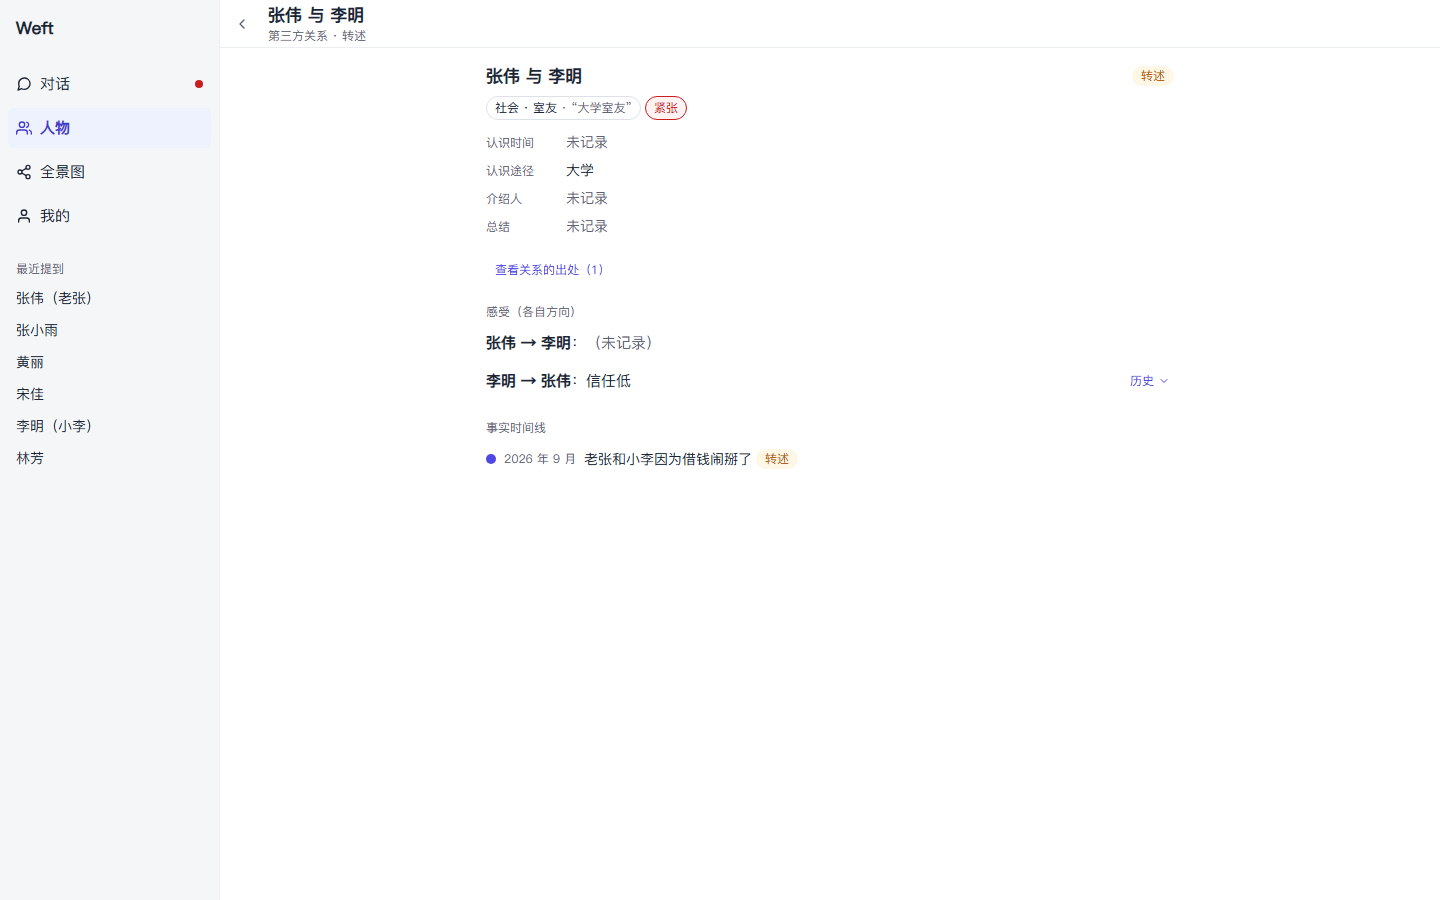 Weft
对话
人物
全景图
我的
最近提到
张伟（老张）
张小雨
黄丽
宋佳
李明（小李）
林芳
张伟 与 李明
第三方关系 · 转述
张伟 与 李明
转述
社会 · 室友 · “大学室友”
紧张
认识时间 未记录
认识途径 大学
介绍人 未记录
总结 未记录
查看关系的出处（1）
感受（各自方向）
张伟 → 李明：（未记录）
李明 → 张伟：信任低
历史
事实时间线
2026 年 9 月 老张和小李因为借钱闹掰了 转述